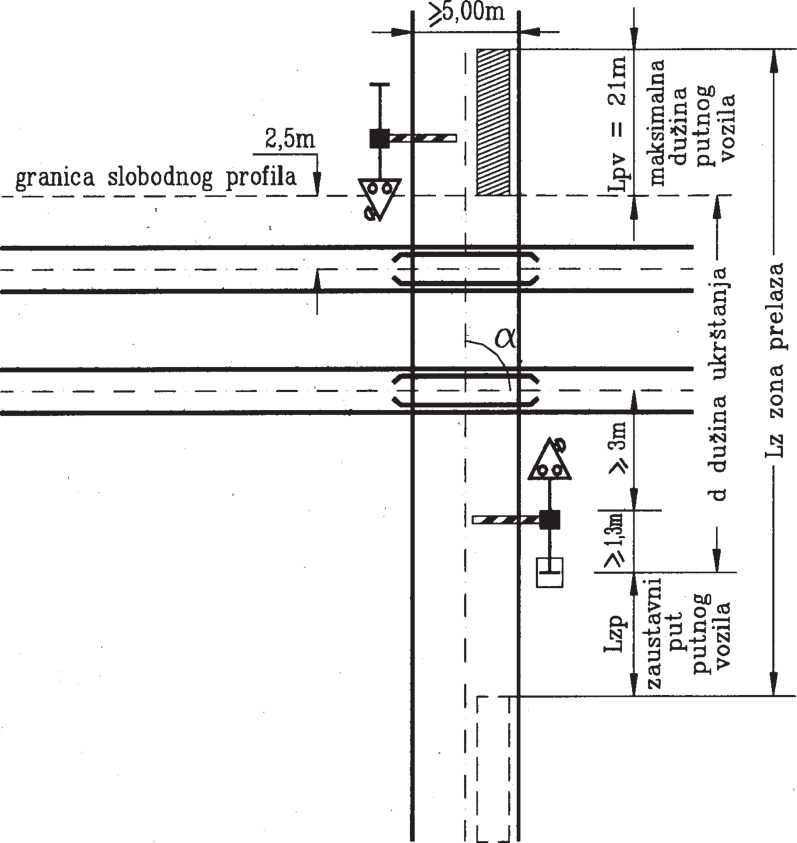 ≥5,00m
2,5m
granica slobodnog profila
Lpv = 21m
maksimalna
dužina
putnog
vozila
α
≥ 3m
≥1,3m
d dužina ukrštanja
Lz zona prelaza
Lzp
zaustavni
put
putnog
vozila